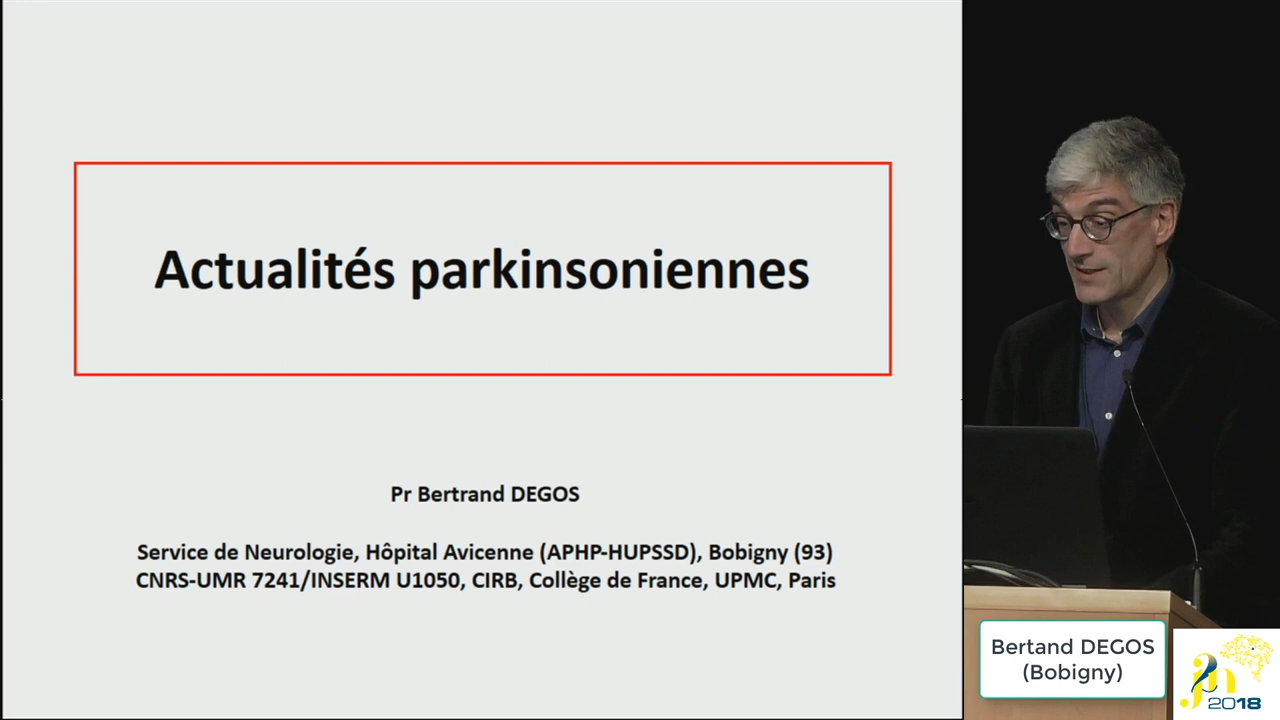 Actualités parkinsoniennes
Pr Bertrand DEGOS
Service de Neurologie, Hôpital Avicenne (APHP-HUPSSD), Bobigny (93)
CNRS-UMR 7241/INSERM U1050, CIRB, Collège de France, UPMC, Paris
Bertand DEGOS
(Bobigny)
2018